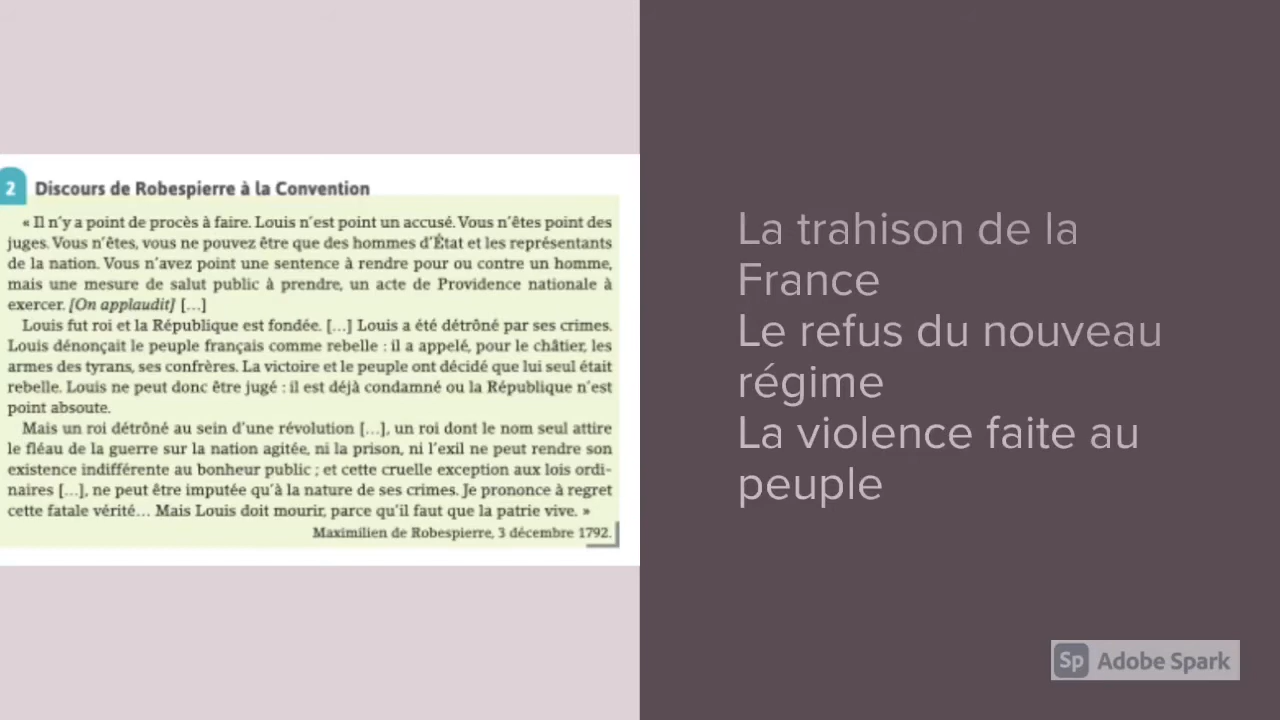 2 Discours de Robespierre à la Convention
« Il n'y a point de procès à faire. Louis n'est point un accusé. Vous n'êtes point des
juges. Vous n'êtes, vous ne pouvez être que des hommes d'État et les représentants
de la nation. Vous n'avez point une sentence à rendre pour ou contre un homme,
mais une mesure de salut public à prendre, un acte de Providence nationale à
exercer. [On applaudit] [...]
Louis fut roi et la République est fondée. [...] Louis a été détrôné par ses crimes.
Louis dénonçait le peuple français comme rebelle : il a appelé, pour le châtier, les
armes des tyrans, ses confrères. La victoire et le peuple ont décidé que lui seul était
rebelle. Louis ne peut donc être jugé : il est déjà condamné ou la République n'est
point absoute.
Mais un roi détrôné au sein d'une révolution [...], un roi dont le nom seul attire
le fléau de la guerre sur la nation agitée, ni la prison, ni l'exil ne peut rendre son
existence indifférente au bonheur public ; et cette cruelle exception aux lois ordi-
naires [...], ne peut être imputée qu'à la nature de ses crimes. Je prononce à regret
cette fatale vérité... Mais Louis doit mourir, parce qu'il faut que la patrie vive. »
Maximilien de Robespierre, 3 décembre 1792.
La trahison de la
France
Le refus du nouveau
régime
La violence faite au
peuple
Sp Adobe Spark